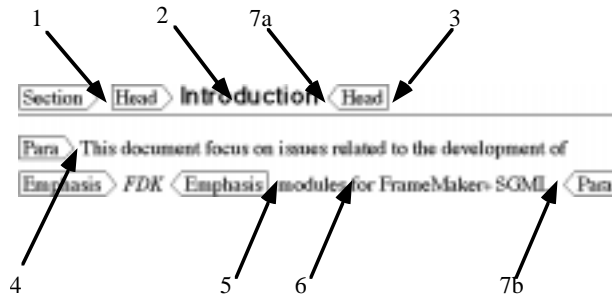 1 2 7a 3
Section Head Introduction Head
Para This document focus on issues related to the development of
Emphasis FDK Emphasis modules for FrameMaker+ SGML Para
4 5 6 7b